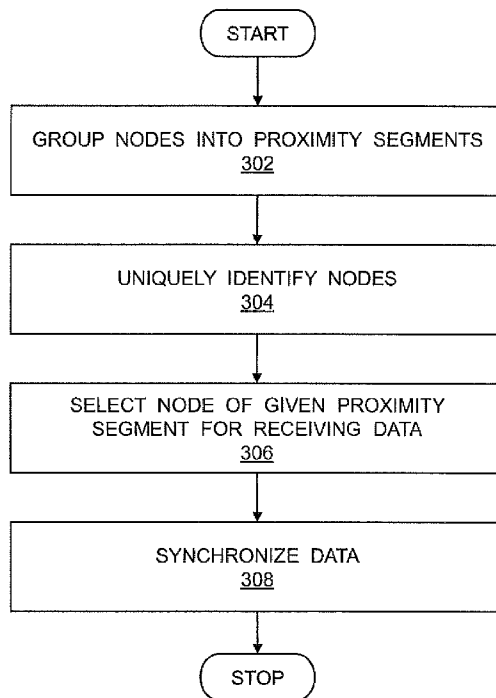 START
GROUP NODES INTO PROXIMITY SEGMENTS
302
UNIQUELY IDENTIFY NODES
304
SELECT NODE OF GIVEN PROXIMITY
SEGMENT FOR RECEIVING DATA
306
SYNCHRONIZE DATA
308
STOP